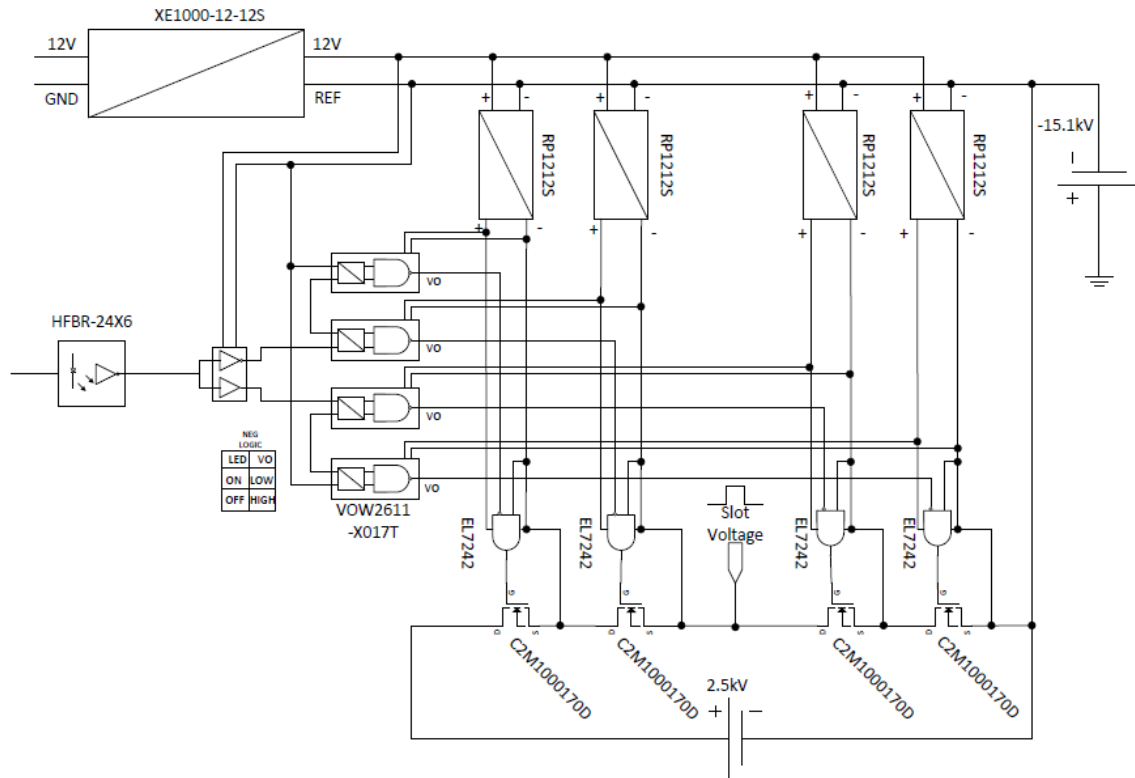 XE1000-12-12S
12V
12V
GND
REF
+
-
+
-
+
-
+
-
RP1212S
RP1212S
RP1212S
RP1212S
-15.1kV
-
+
+
-
+
-
+
-
+
-
VO
VO
VO
VO
HFBR-24X6
NEG
LOGIC
LED VO
ON LOW
OFF HIGH
VOW2611
-X017T
EL7242
EL7242
EL7242
EL7242
Slot
Voltage
G
G
G
G
D
S
D
S
D
S
D
S
C2M1000170D
C2M1000170D
C2M1000170D
C2M1000170D
2.5kV
+
-